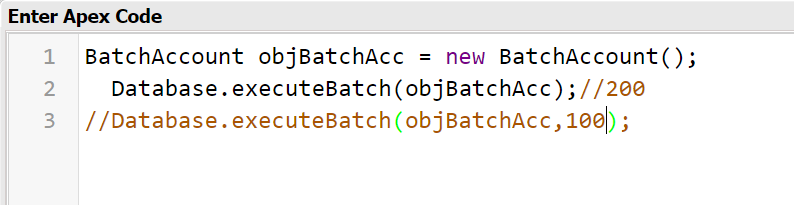 Enter Apex Code
1 BatchAccount objBatchAcc = new BatchAccount();
2 Database.executeBatch(objBatchAcc);//200
3 //Database.executeBatch(objBatchAcc,100);